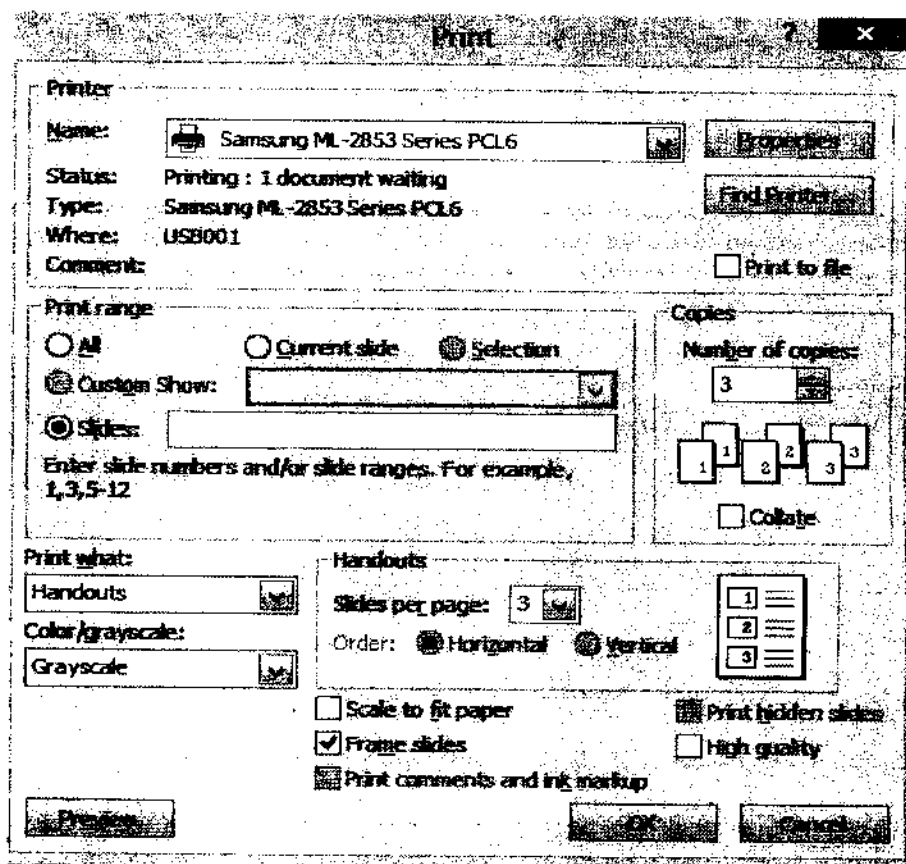 Print ? ×
Printer
Name: Samsung ML-2853 Series PCL6 Properties
Status: Printing : 1 document waiting
Type: Samsung ML-2853 Series PCL6 Find Printer...
Where: USB001
Comment: Print to file
Print range Copies
All Current slide Selection Number of copies:
Custom Show: 3
Slides:
Enter slide numbers and/or slide ranges. For example,
1,3,5-12
1 1 2 2 3 3
Collate
Print what: Handouts
Handouts Slides per page: 3
Color/grayscale: Order: Horizontal Vertical
Grayscale
1
2
3
Scale to fit paper Print hidden slides
Frame slides High quality
Print comments and ink markup
Preview OK Cancel